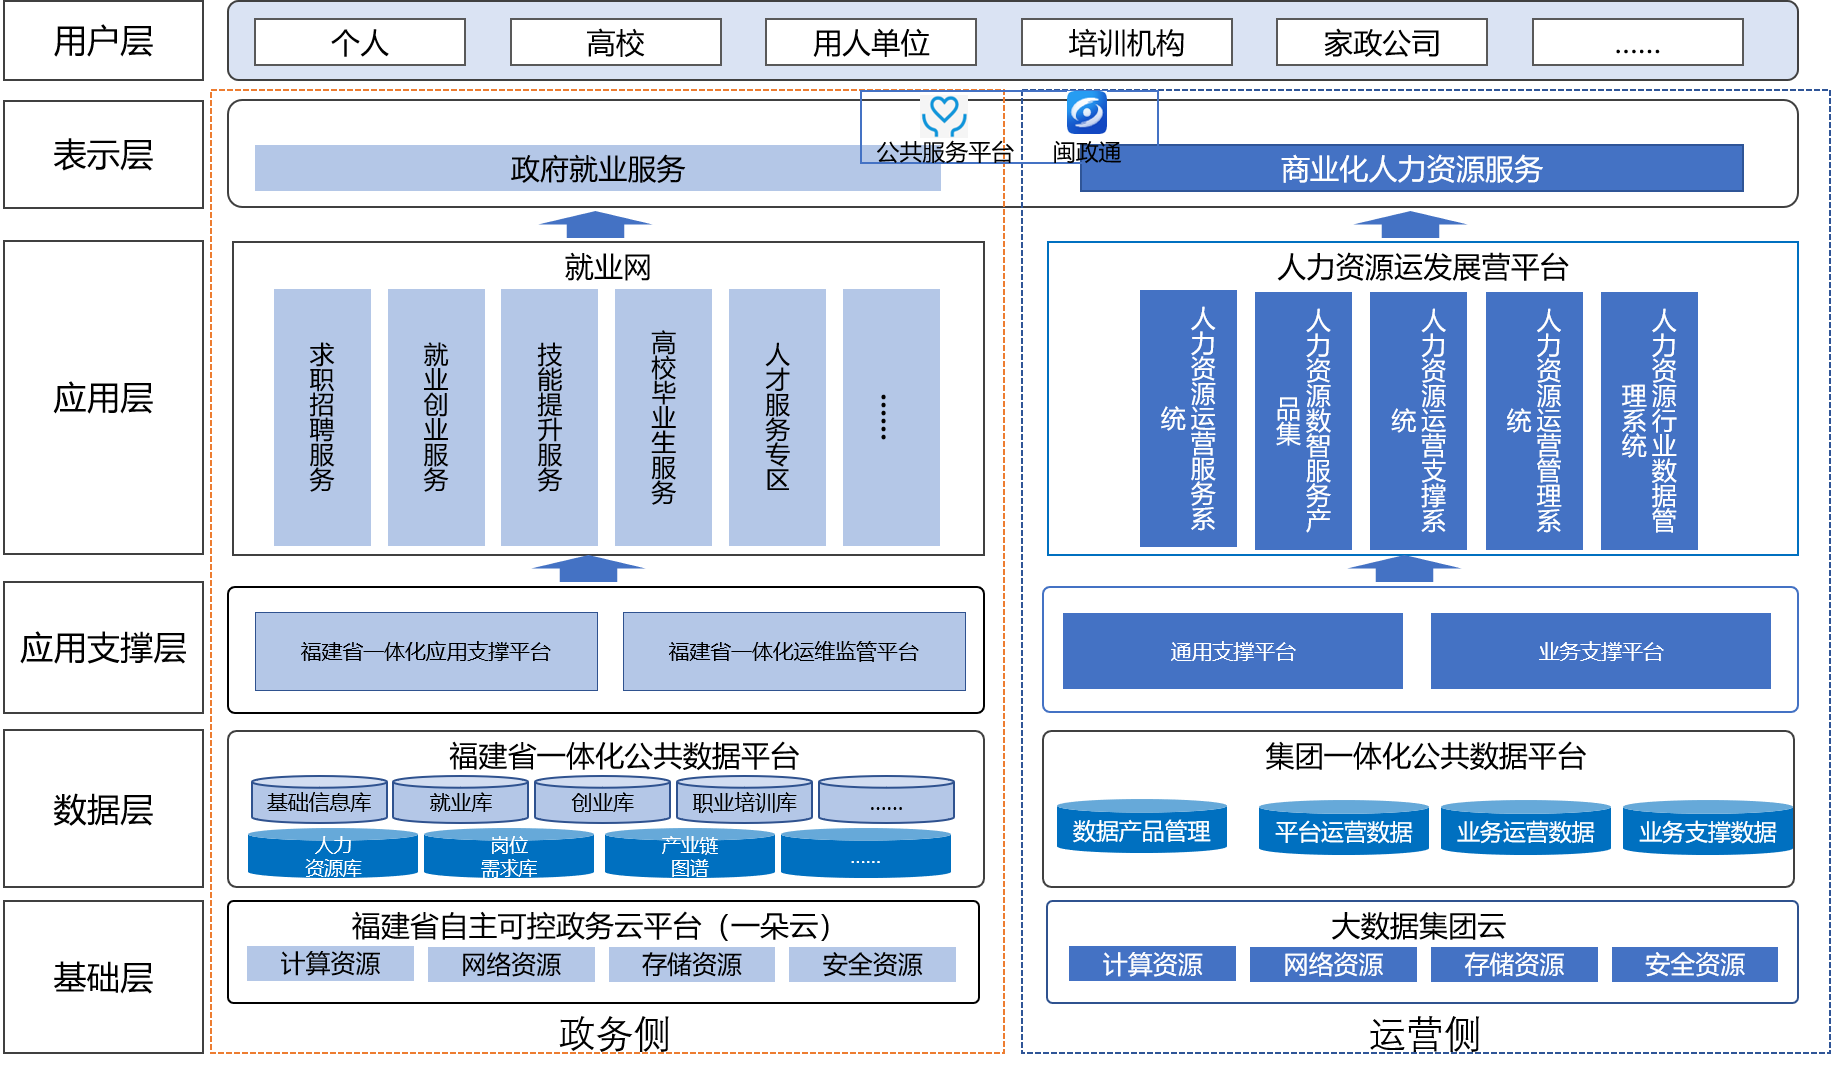 用户层
个人
高校
用人单位
培训机构
家政公司
……
表示层
公共服务平台
闽政通
政府就业服务
商业化人力资源服务
应用层
就业网
求职招聘服务
就业创业服务
技能提升服务
高校毕业生服务
人才服务专区
……
人力资源运发展营平台
人力资源运营服务系
统
人力资源数智服务产
品集
人力资源运营支撑系
统
人力资源运营管理系
统
人力资源行业数据管
理系统
应用支撑层
福建省一体化应用支撑平台
福建省一体化运维监管平台
通用支撑平台
业务支撑平台
数据层
福建省一体化公共数据平台
基础信息库
就业库
创业库
职业培训库
……
人力
资源库
岗位
需求库
产业链
图谱
……
集团一体化公共数据平台
数据产品管理
平台运营数据
业务运营数据
业务支撑数据
基础层
福建省自主可控政务云平台（一朵云）
计算资源
网络资源
存储资源
安全资源
大数据集团云
计算资源
网络资源
存储资源
安全资源
政务侧
运营侧